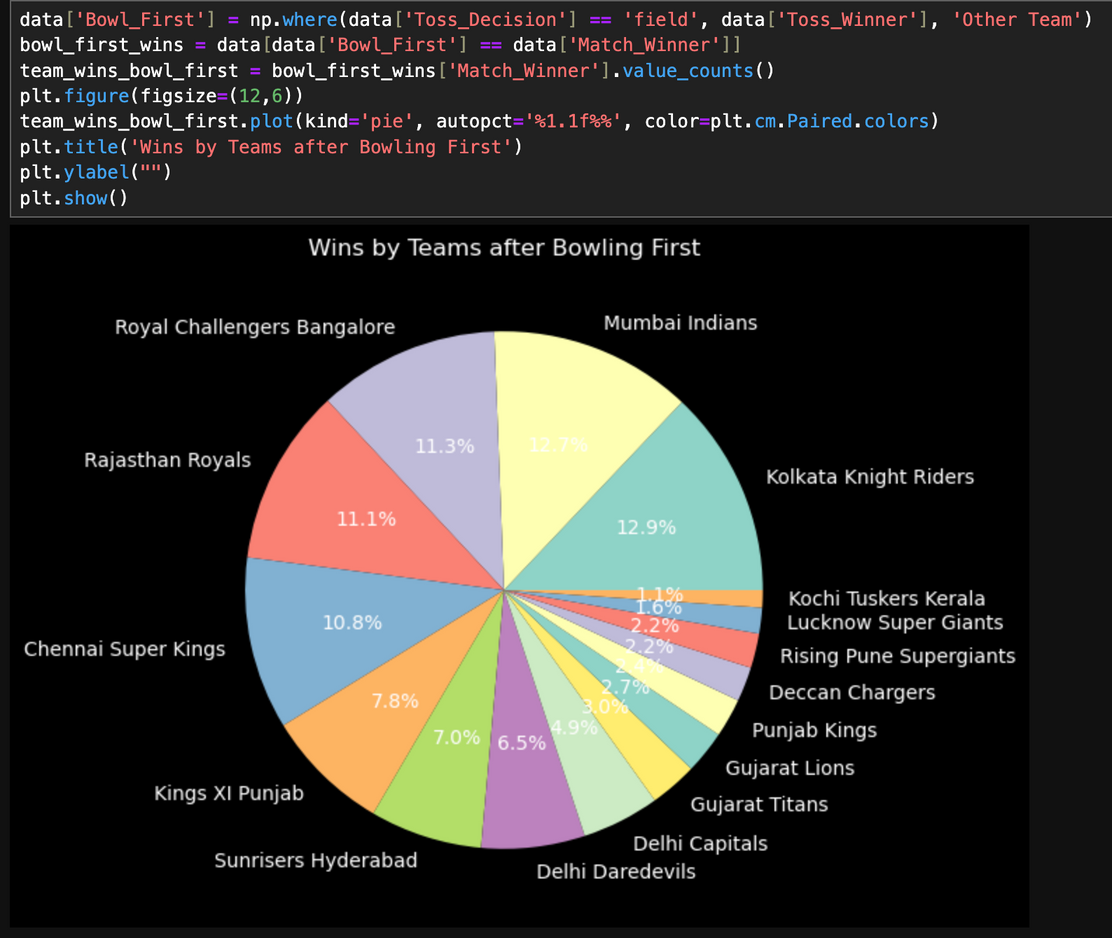 data['Bowl_First'] = np.where(data['Toss_Decision'] == 'field', data['Toss_Winner'], 'Other Team')
bowl_first_wins = data[data['Bowl_First'] == data['Match_Winner']]
team_wins_bowl_first = bowl_first_wins['Match_Winner'].value_counts()
plt.figure(figsize=(12,6))
team_wins_bowl_first.plot(kind='pie', autopct='%1.1f%%', color=plt.cm.Paired.colors)
plt.title('Wins by Teams after Bowling First')
plt.ylabel("")
plt.show()
Wins by Teams after Bowling First
Mumbai Indians
Royal Challengers Bangalore
12.7%
11.3%
Rajasthan Royals
Kolkata Knight Riders
11.1%
12.9%
1.1%
Kochi Tuskers Kerala
1.6%
Lucknow Super Giants
10.8%
2.2%
Chennai Super Kings
2.2%
Rising Pune Supergiants
2.4%
2.7%
Deccan Chargers
7.8%
3.0%
4.9%
Punjab Kings
7.0%
6.5%
Gujarat Lions
Kings XI Punjab
Gujarat Titans
Delhi Capitals
Sunrisers Hyderabad
Delhi Daredevils